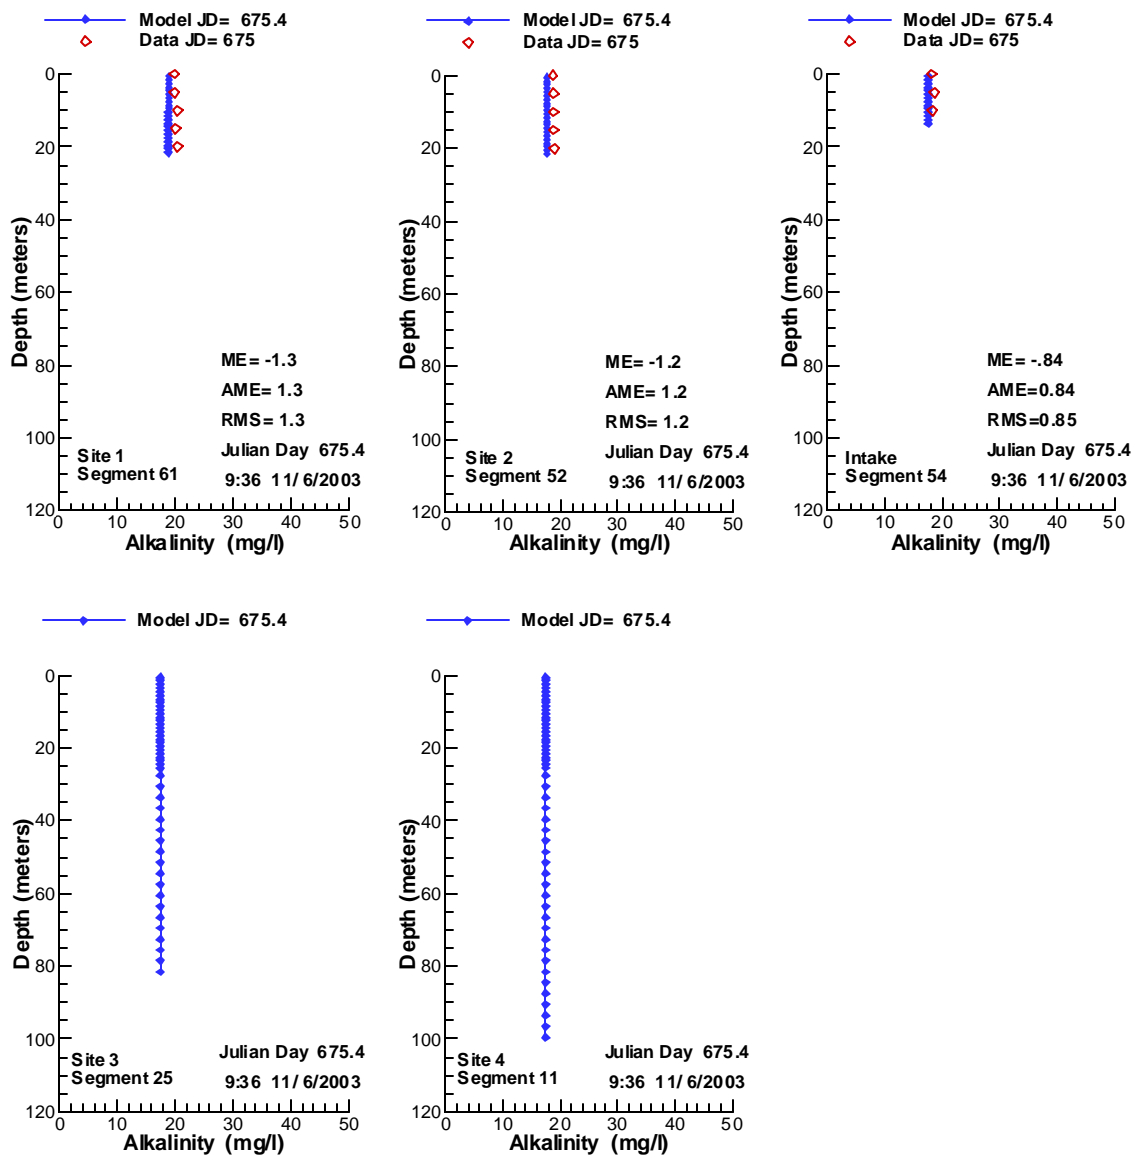 Model JD= 675.4
Data JD= 675
0
20
40
60
80
100
120
Depth (meters)
ME= -1.3
AME= 1.3
RMS= 1.3
Julian Day 675.4
9:36 11/6/2003
Site 1
Segment 61
0 10 20 30 40 50
Alkalinity (mg/l)
Model JD= 675.4
Data JD= 675
0
20
40
60
80
100
120
Depth (meters)
ME= -1.2
AME= 1.2
RMS= 1.2
Julian Day 675.4
9:36 11/6/2003
Site 2
Segment 52
0 10 20 30 40 50
Alkalinity (mg/l)
Model JD= 675.4
Data JD= 675
0
20
40
60
80
100
120
Depth (meters)
ME= -.84
AME=0.84
RMS=0.85
Julian Day 675.4
9:36 11/6/2003
Intake
Segment 54
0 10 20 30 40 50
Alkalinity (mg/l)
Model JD= 675.4
0
20
40
60
80
100
120
Depth (meters)
Julian Day 675.4
9:36 11/6/2003
Site 3
Segment 25
0 10 20 30 40 50
Alkalinity (mg/l)
Model JD= 675.4
0
20
40
60
80
100
120
Depth (meters)
Julian Day 675.4
9:36 11/6/2003
Site 4
Segment 11
0 10 20 30 40 50
Alkalinity (mg/l)